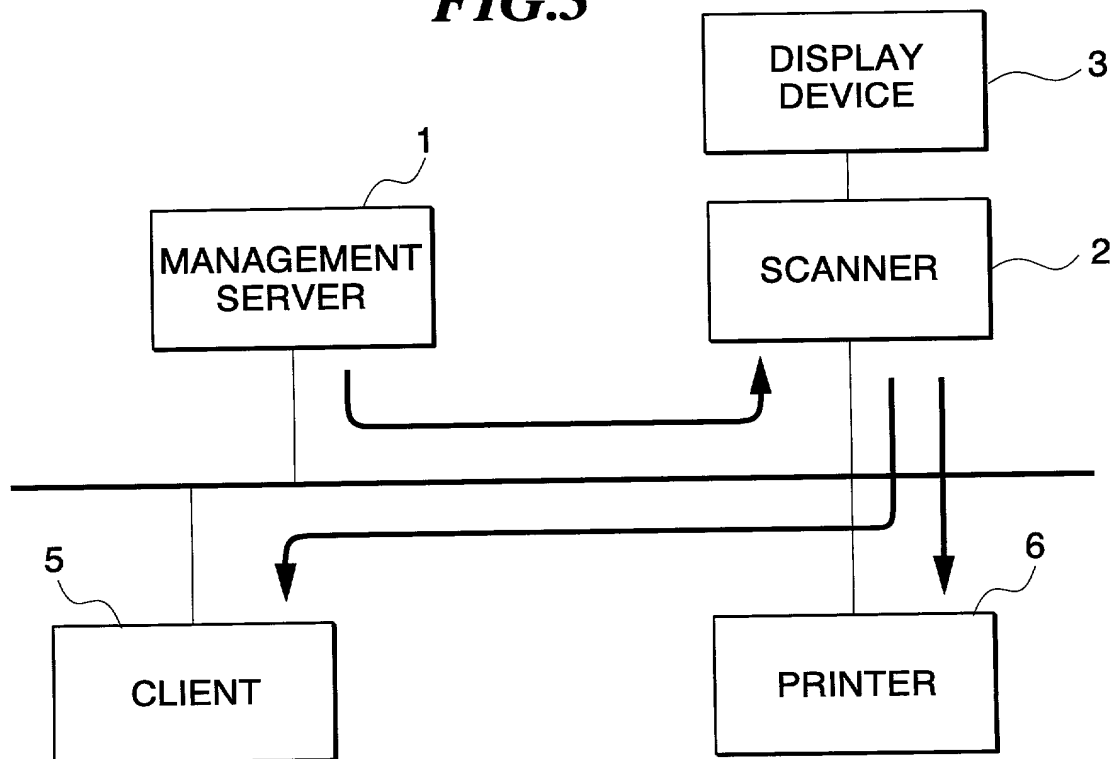 FIG.3
DISPLAY
DEVICE
3
1
MANAGEMENT
SERVER
SCANNER
2
5
6
CLIENT
PRINTER